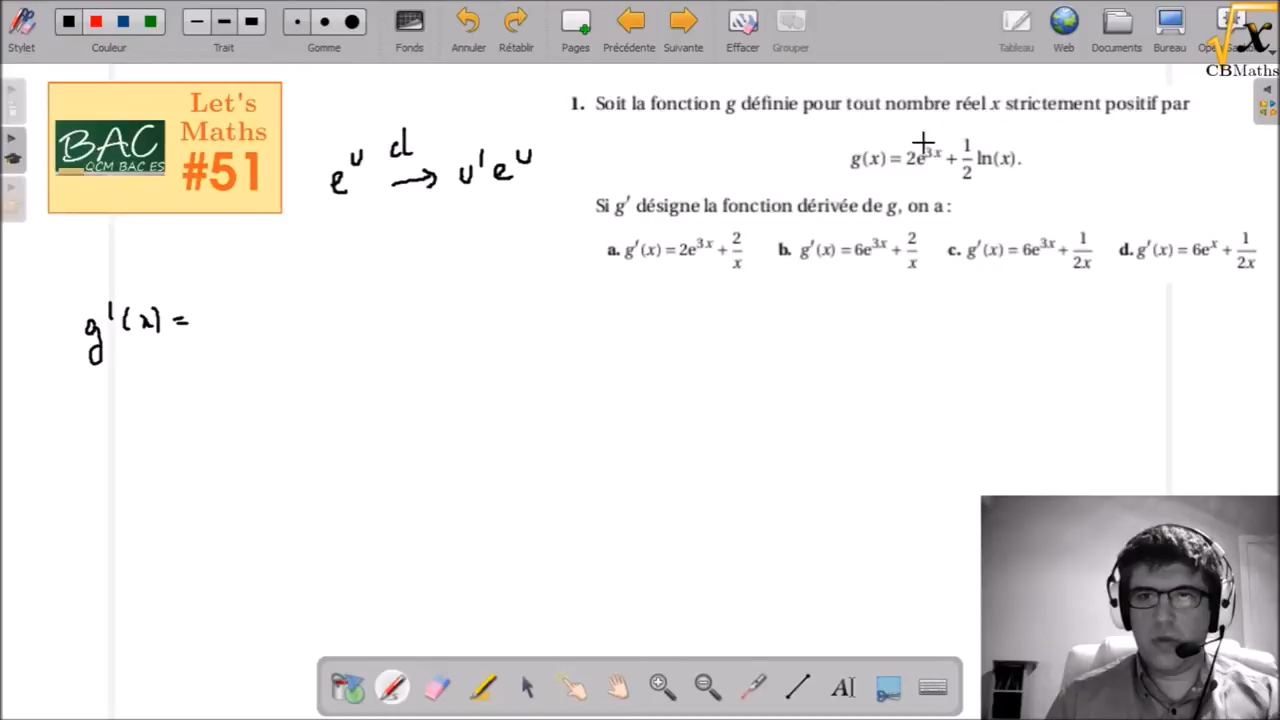 Stylet Couleur Trait Gomme Fonds Annuler Rétablir Pages Précédente Suivante Effacer Grouper Tableau Web Documents Bureau
√x
CBMaths
Let's
Maths
#51
BAC
QCM BAC ES
e^u d → u'e^u
1. Soit la fonction g définie pour tout nombre réel x strictement positif par
g(x) = 2e^{3x} + 1/2 ln(x).
Si g' désigne la fonction dérivée de g, on a :
a. g'(x) = 2e^{3x} + 2/x b. g'(x) = 6e^{3x} + 2/x c. g'(x) = 6e^{3x} + 1/2x d. g'(x) = 6e^x + 1/2x
g'(x) =